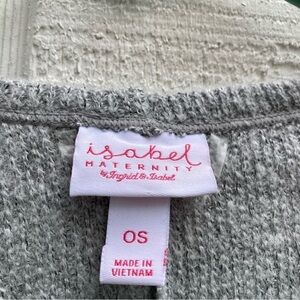 isabel
MATERNITY
by Ingrid & Isabel
OS
MADE IN
VIETNAM